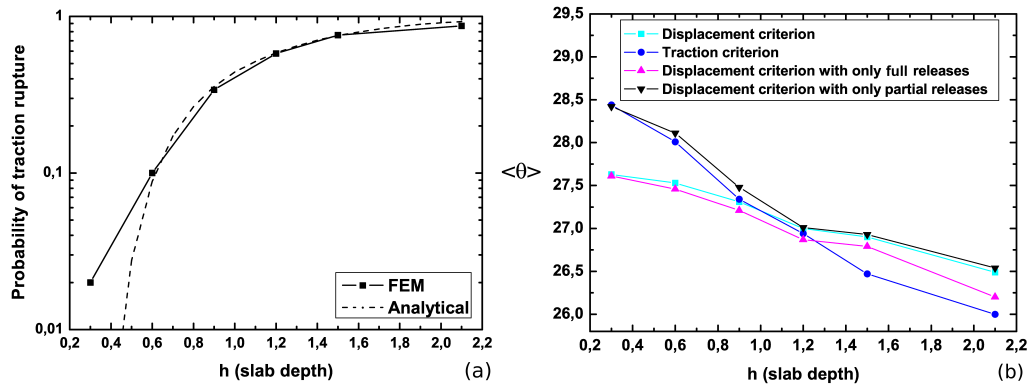 1
0,1
0,01
Probability of traction rupture
FEM
Analytical
0,2 0,4 0,6 0,8 1,0 1,2 1,4 1,6 1,8 2,0 2,2
h (slab depth)
(a)
29,5
29,0
28,5
28,0
27,5
27,0
26,5
26,0
<θ>
Displacement criterion
Traction criterion
Displacement criterion with only full releases
Displacement criterion with only partial releases
0,2 0,4 0,6 0,8 1,0 1,2 1,4 1,6 1,8 2,0 2,2
h (slab depth)
(b)